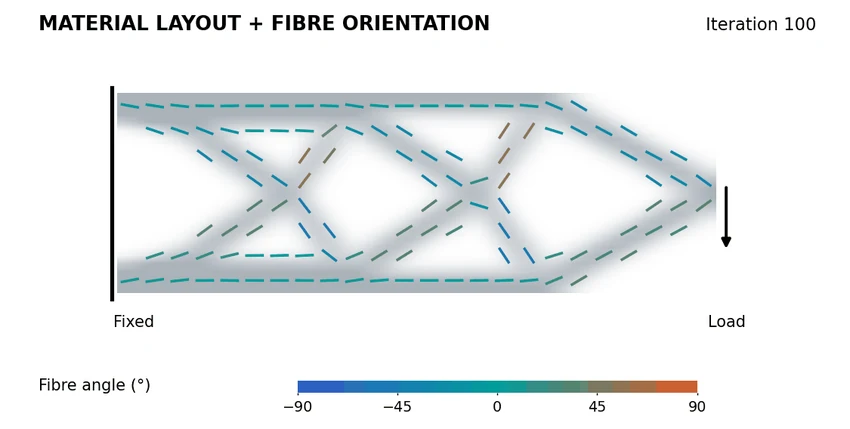 MATERIAL LAYOUT + FIBRE ORIENTATION
Iteration 100
Fixed
Load
Fibre angle (°)
−90
−45
0
45
90